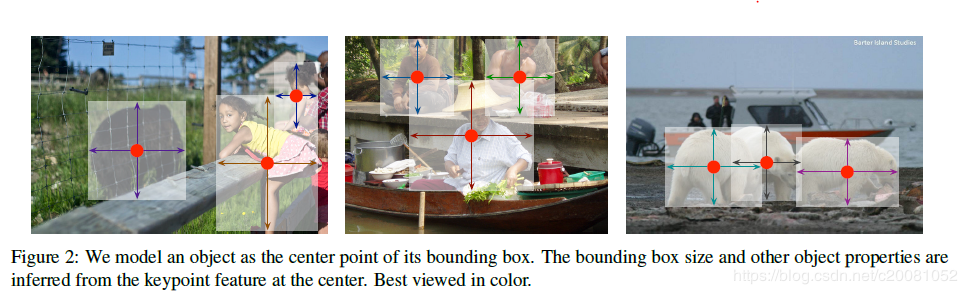 Barter Island Studies
Figure 2: We model an object as the center point of its bounding box. The bounding box size and other object properties are
inferred from the keypoint feature at the center. Best viewed in color.
https://blog.csdn.net/c20081052